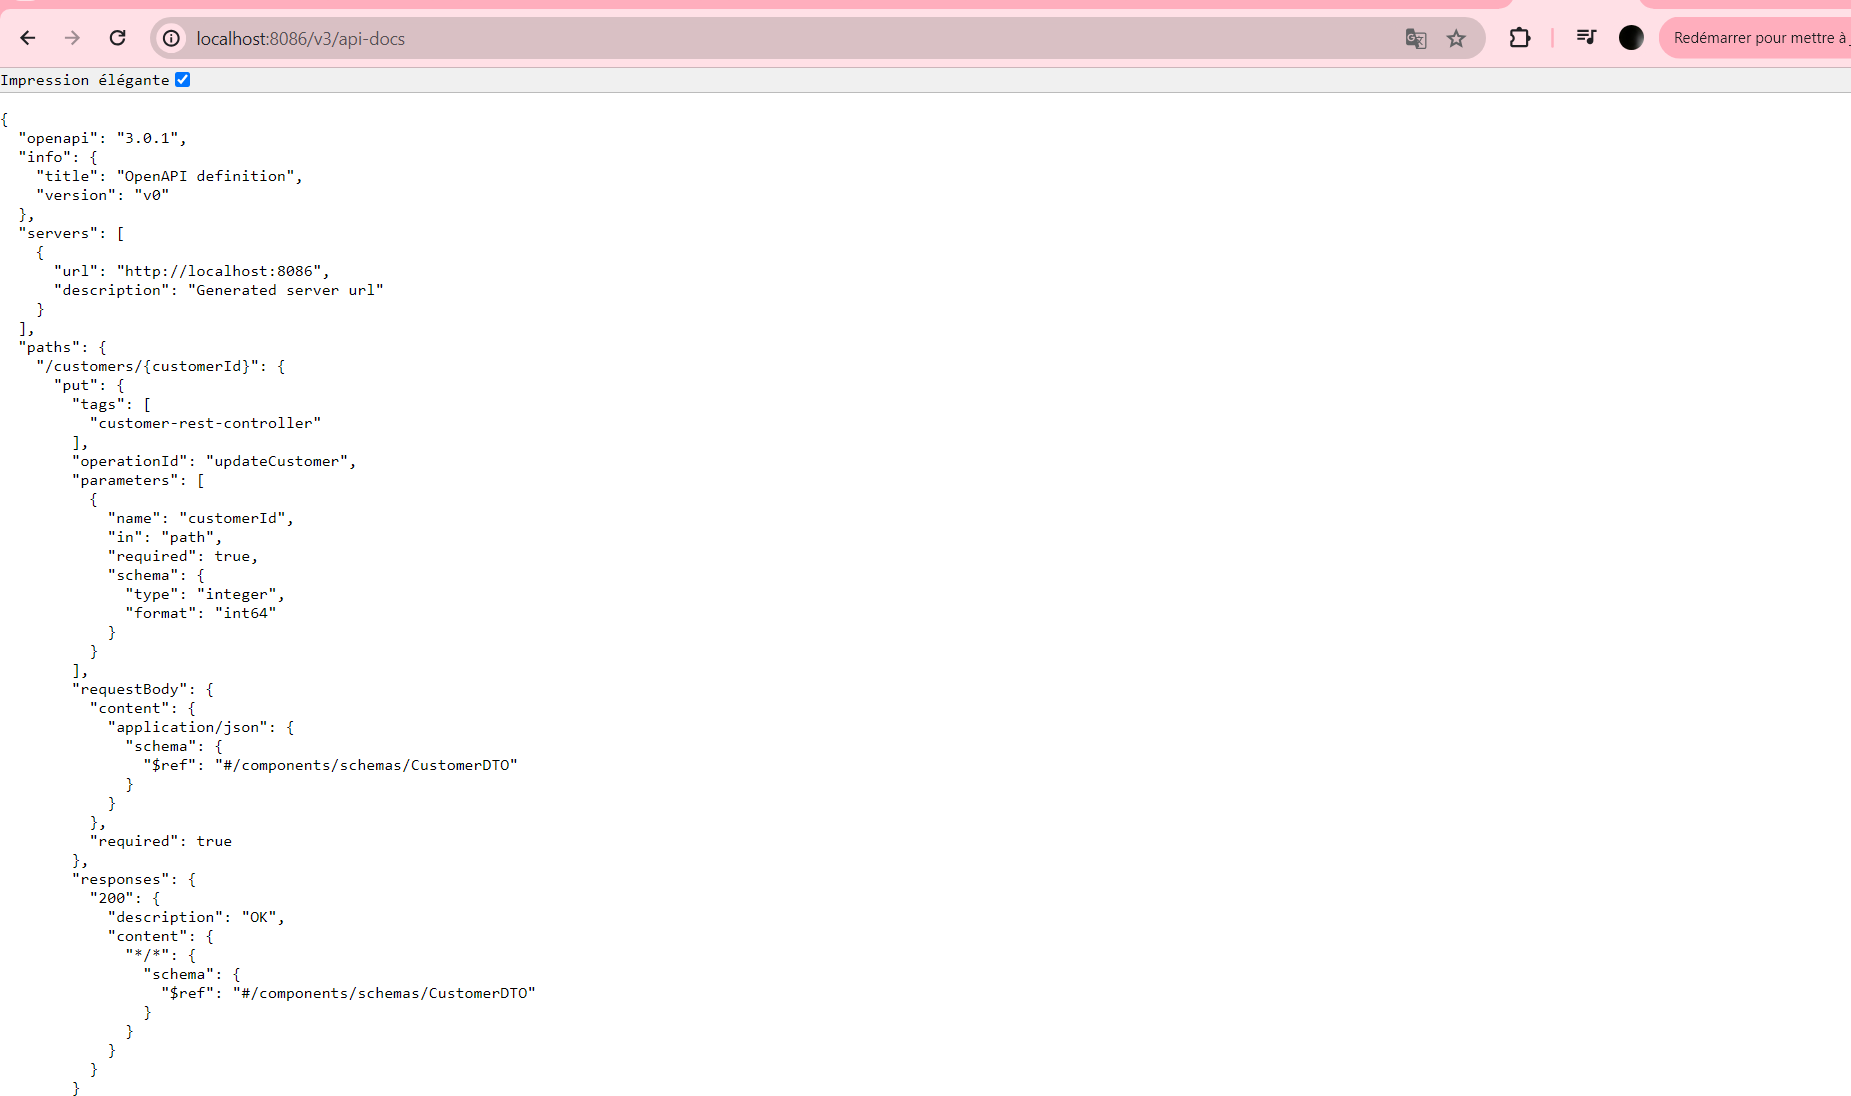 localhost:8086/v3/api-docs
Redémarrer pour mettre à
Impression élégante
{
  "openapi": "3.0.1",
  "info": {
    "title": "OpenAPI definition",
    "version": "v0"
  },
  "servers": [
    {
      "url": "http://localhost:8086",
      "description": "Generated server url"
    }
  ],
  "paths": {
    "/customers/{customerId}": {
      "put": {
        "tags": [
          "customer-rest-controller"
        ],
        "operationId": "updateCustomer",
        "parameters": [
          {
            "name": "customerId",
            "in": "path",
            "required": true,
            "schema": {
              "type": "integer",
              "format": "int64"
            }
          }
        ],
        "requestBody": {
          "content": {
            "application/json": {
              "schema": {
                "$ref": "#/components/schemas/CustomerDTO"
              }
            }
          },
          "required": true
        },
        "responses": {
          "200": {
            "description": "OK",
            "content": {
              "*/*": {
                "schema": {
                  "$ref": "#/components/schemas/CustomerDTO"
                }
              }
            }
          }
        }